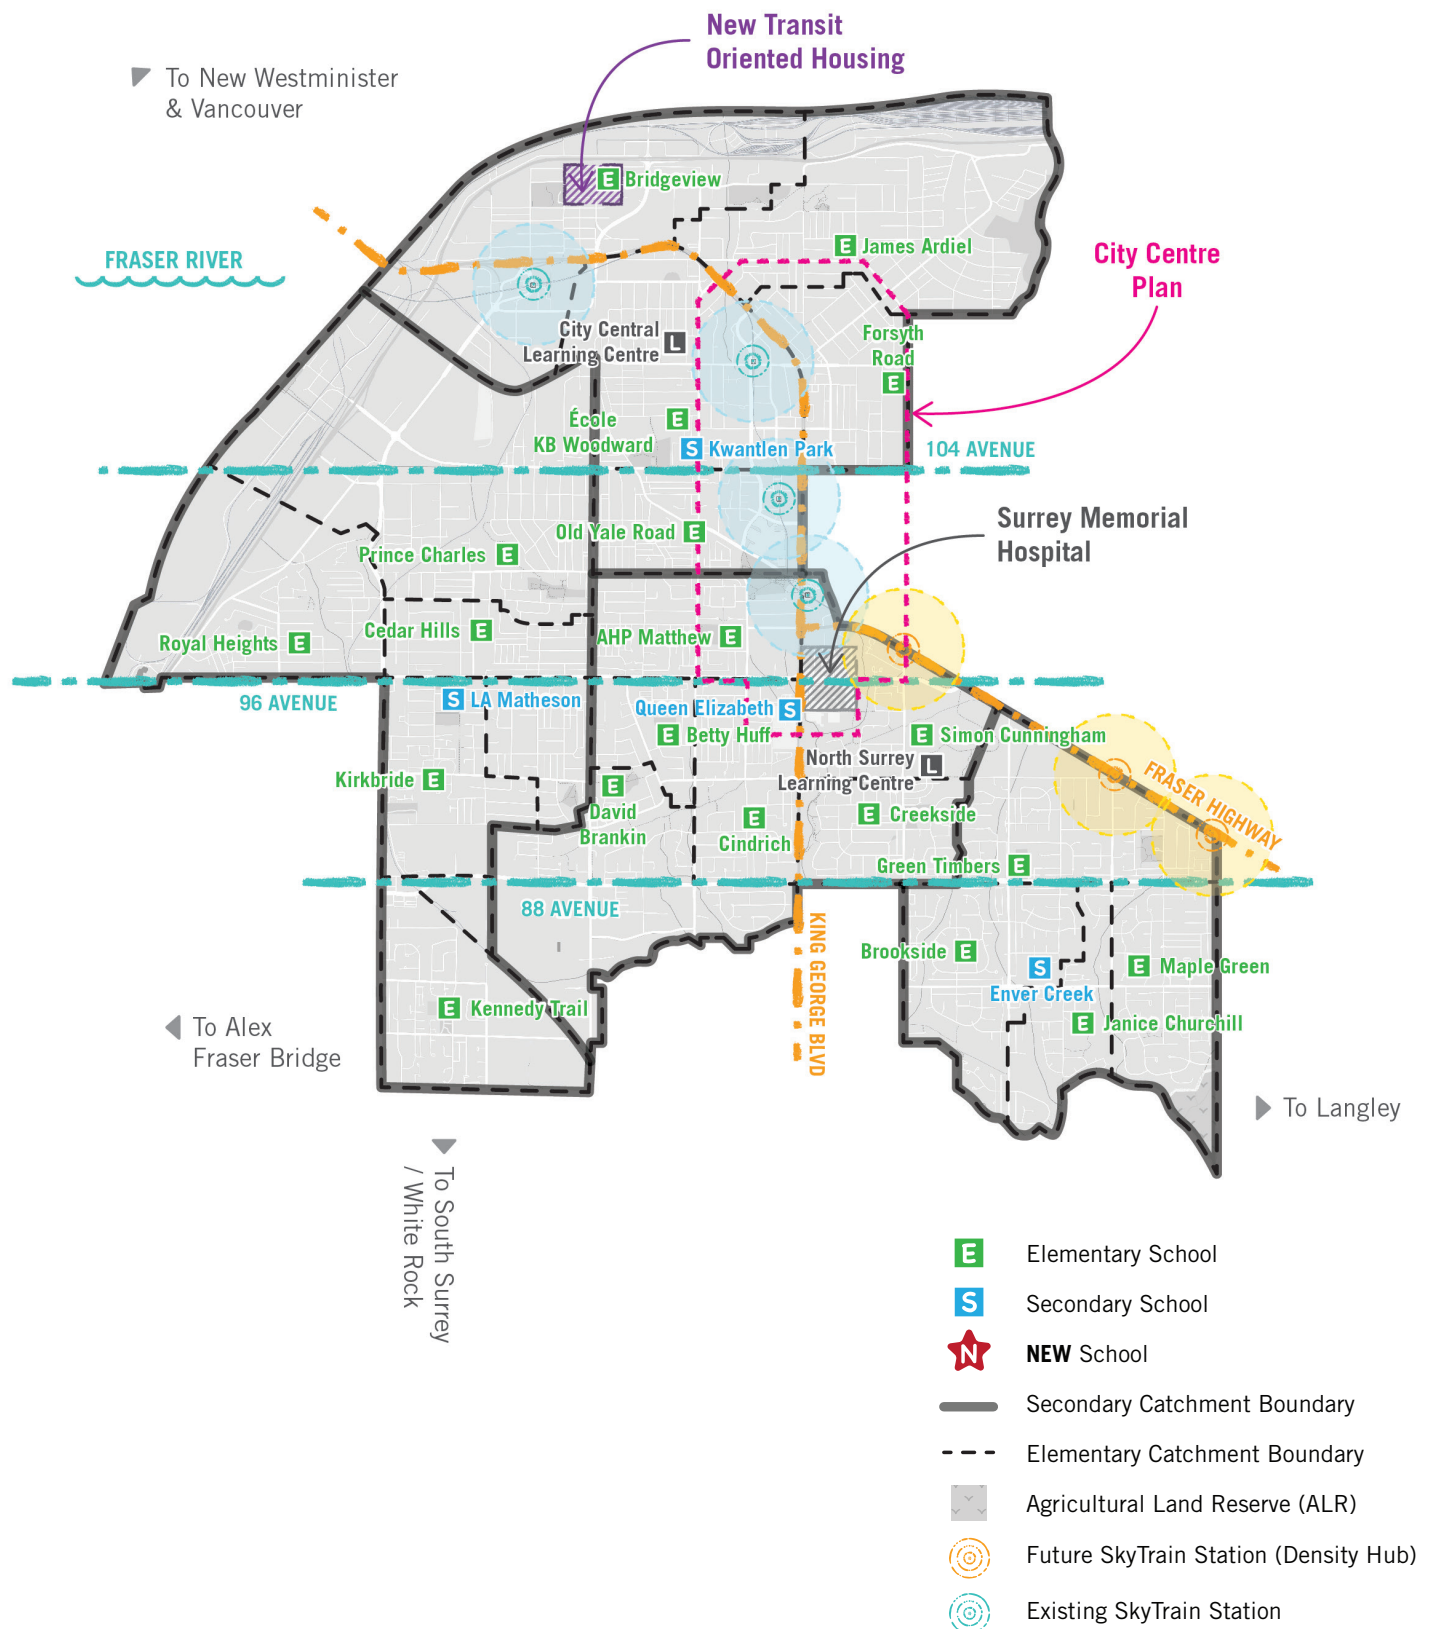 New Transit
Oriented Housing
To New Westminister
& Vancouver
E Bridgeview
FRASER RIVER
E James Ardiel
City Centre
Plan
City Central
Learning Centre
L
Forsyth
Road
E
École
KB Woodward
E
S Kwantlen Park
104 AVENUE
Surrey Memorial
Hospital
Old Yale Road E
Prince Charles E
Royal Heights E
Cedar Hills E
AHP Matthew E
96 AVENUE
S LA Matheson
Queen Elizabeth S
E Betty Huff
E Simon Cunningham
North Surrey
Learning Centre
L
FRASER HIGHWAY
Kirkbride E
E
David
Brankin
E
Cindrich
E Creekside
Green Timbers E
88 AVENUE
KING GEORGE BLVD
Brookside E
S
Enver Creek
E Maple Green
E Janice Churchill
E Kennedy Trail
To Alex
Fraser Bridge
To Langley
To South Surrey
/ White Rock
E Elementary School
S Secondary School
N NEW School
Secondary Catchment Boundary
Elementary Catchment Boundary
Agricultural Land Reserve (ALR)
Future SkyTrain Station (Density Hub)
Existing SkyTrain Station